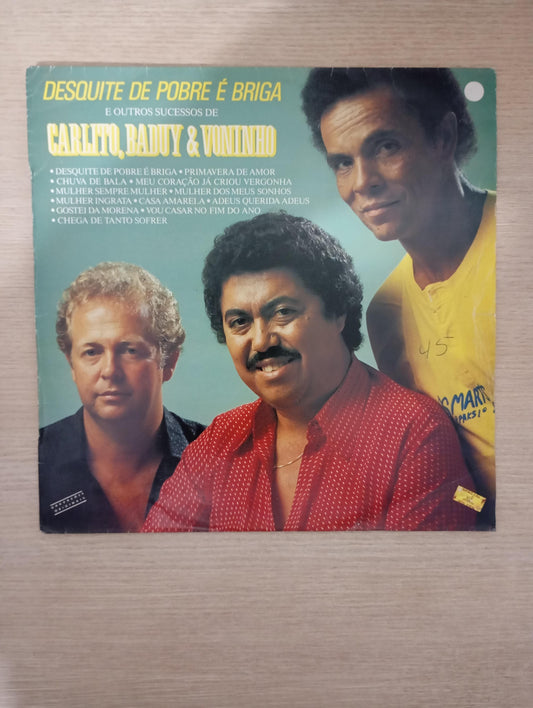 DESQUITE DE POBRE É BRIGA
E OUTROS SUCESSOS DE
CARLITO, BADUY & VONINHO
• DESQUITE DE POBRE É BRIGA • PRIMAVERA DE AMOR
• CHUVA DE BALA • MEU CORAÇÃO JÁ CRIOU VERGONHA
• MULHER SEMPRE MULHER • MULHER DOS MEUS SONHOS
• MULHER INGRATA • CASA AMARELA • ADEUS QUERIDA ADEUS
• GOSTEI DA MORENA • VOU CASAR NO FIM DO ANO
• CHEGA DE TANTO SOFRER
45